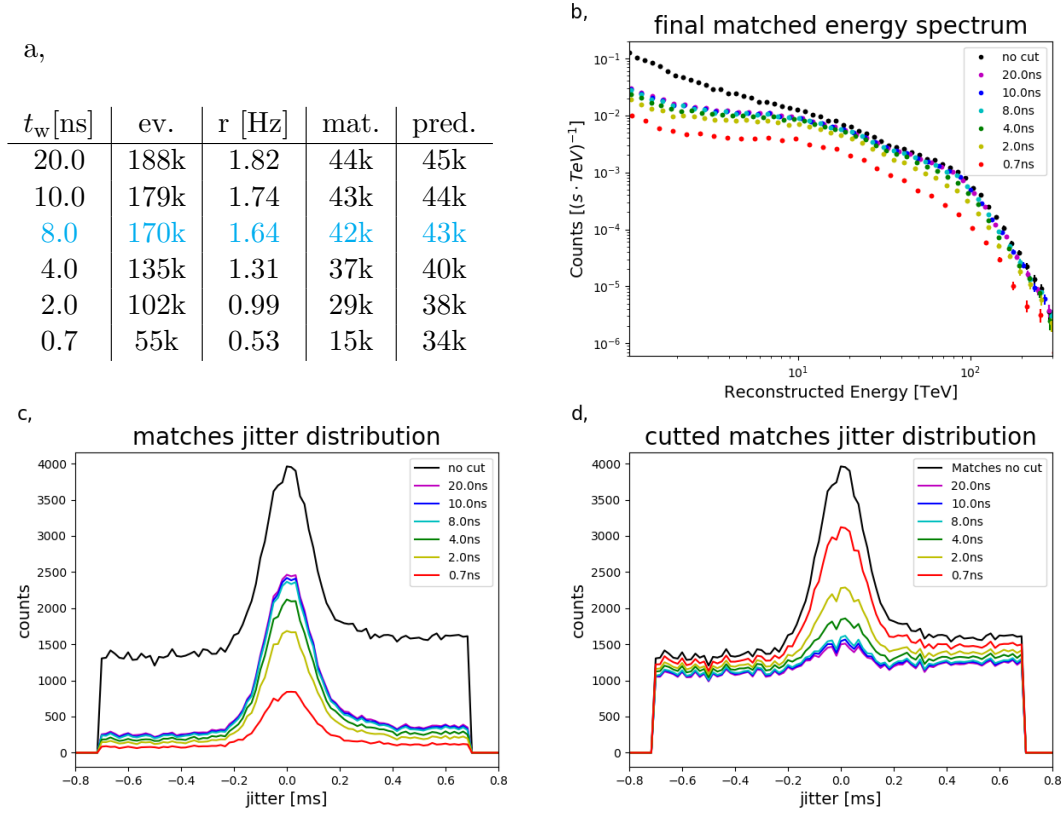 a,
t_w[ns] ev. r [Hz] mat. pred.
20.0 188k 1.82 44k 45k
10.0 179k 1.74 43k 44k
8.0 170k 1.64 42k 43k
4.0 135k 1.31 37k 40k
2.0 102k 0.99 29k 38k
0.7 55k 0.53 15k 34k
b,
final matched energy spectrum
Counts [(s · TeV)⁻¹]
10⁻¹
10⁻²
10⁻³
10⁻⁴
10⁻⁵
10⁻⁶
no cut
20.0ns
10.0ns
8.0ns
4.0ns
2.0ns
0.7ns
10¹ 10²
Reconstructed Energy [TeV]
c,
matches jitter distribution
counts
4000
3500
3000
2500
2000
1500
1000
500
0
no cut
20.0ns
10.0ns
8.0ns
4.0ns
2.0ns
0.7ns
−0.8 −0.6 −0.4 −0.2 0.0 0.2 0.4 0.6 0.8
jitter [ms]
d,
cutted matches jitter distribution
counts
4000
3500
3000
2500
2000
1500
1000
500
0
Matches no cut
20.0ns
10.0ns
8.0ns
4.0ns
2.0ns
0.7ns
−0.8 −0.6 −0.4 −0.2 0.0 0.2 0.4 0.6 0.8
jitter [ms]